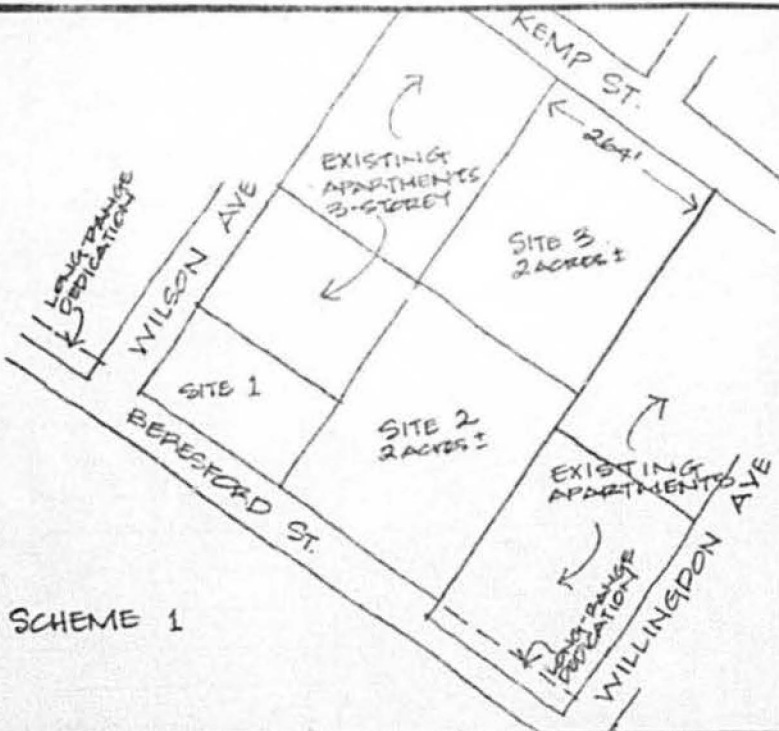 KEMP ST.
264'
EXISTING
APARTMENTS
3-STOREY
SITE 3
2 ACRES ±
LONG RANGE
DEDICATION
WILSON AVE
SITE 1
SITE 2
2 ACRES ±
BERESFORD ST.
EXISTING
APARTMENTS
LONG-RANGE
DEDICATION
WILLINGDON AVE
SCHEME 1